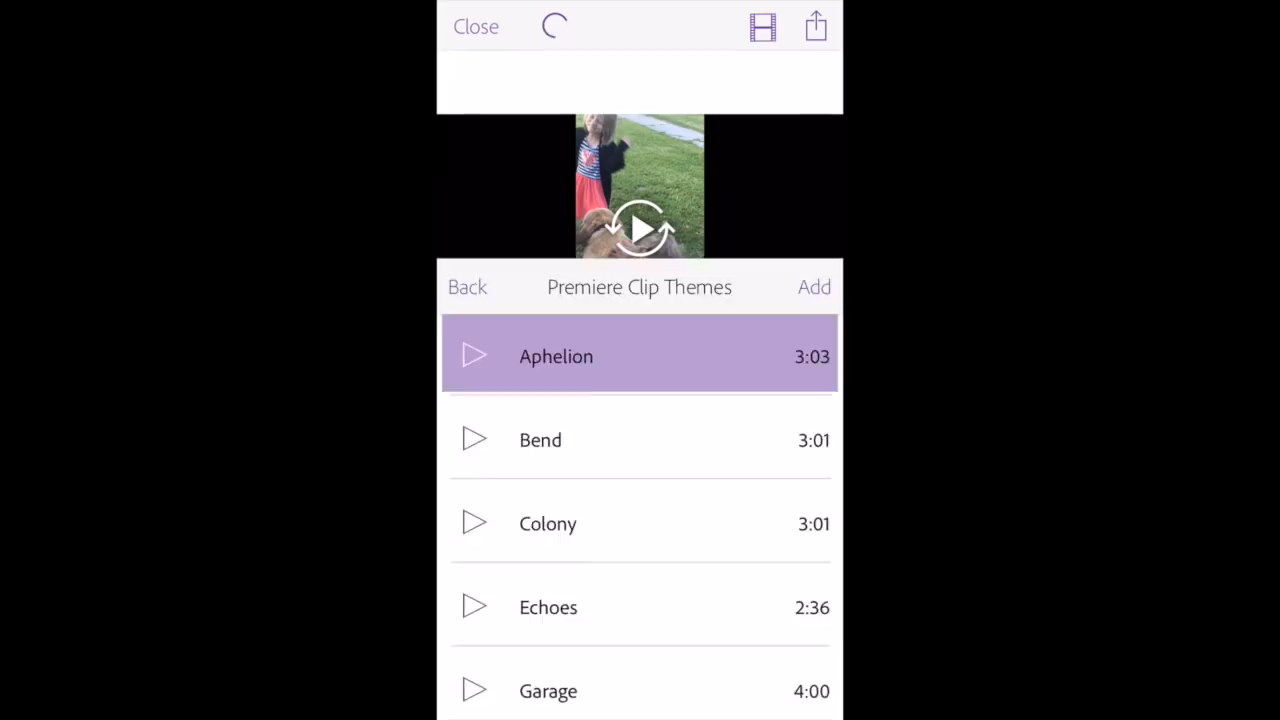 Close
Back Premiere Clip Themes Add
Aphelion 3:03
Bend 3:01
Colony 3:01
Echoes 2:36
Garage 4:00